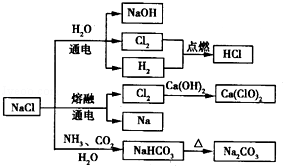 NaOH
H₂O
通电
Cl₂
点燃
HCl
H₂
NaCl
熔融
通电
Cl₂
Ca(OH)₂
Ca(ClO)₂
Na
NH₃、CO₂
H₂O
NaHCO₃
△
Na₂CO₃